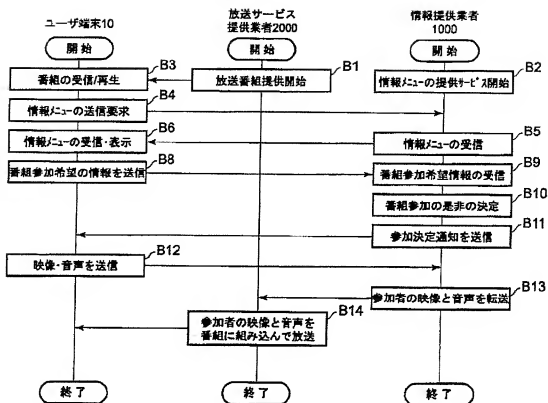 ユーザ端末10
放送サービス
提供業者2000
情報提供業者
1000
開始
開始
開始
B3
番組の受信/再生
B1
放送番組提供開始
B2
情報メニューの提供サービス開始
B4
情報メニューの送信要求
B6
情報メニューの受信・表示
B5
情報メニューの受信
B8
番組参加希望の情報を送信
B9
番組参加希望情報の受信
B10
番組参加の是非の決定
B11
参加決定通知を送信
B12
映像・音声を送信
B13
参加者の映像と音声を転送
B14
参加者の映像と音声を
番組に組み込んで放送
終了
終了
終了